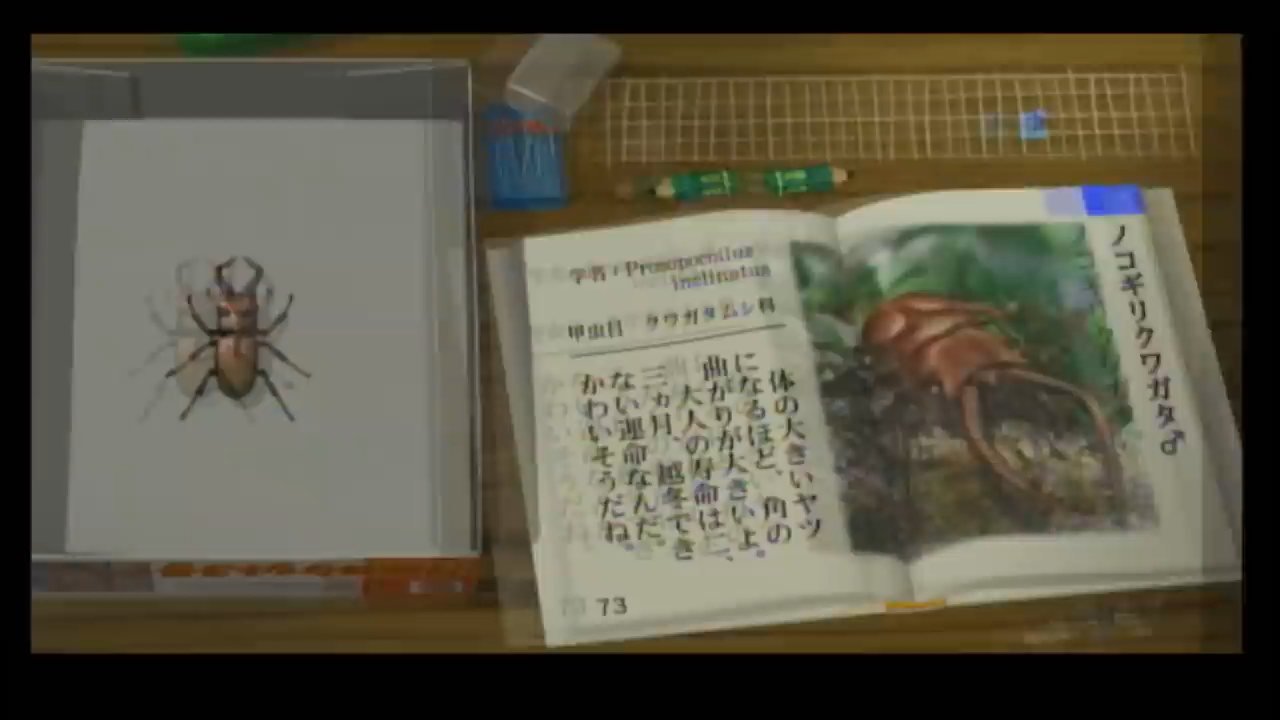 ノコギリクワガタ♂
学名：Prosopocoilus
inclinatus
甲虫目　クワガタムシ科
体の大きいヤツ
になるほど、角の
曲がりが大きいよ。
大人の寿命は二、
三ヵ月、越冬でき
ない運命なんだ。
かわいそうだね。
73